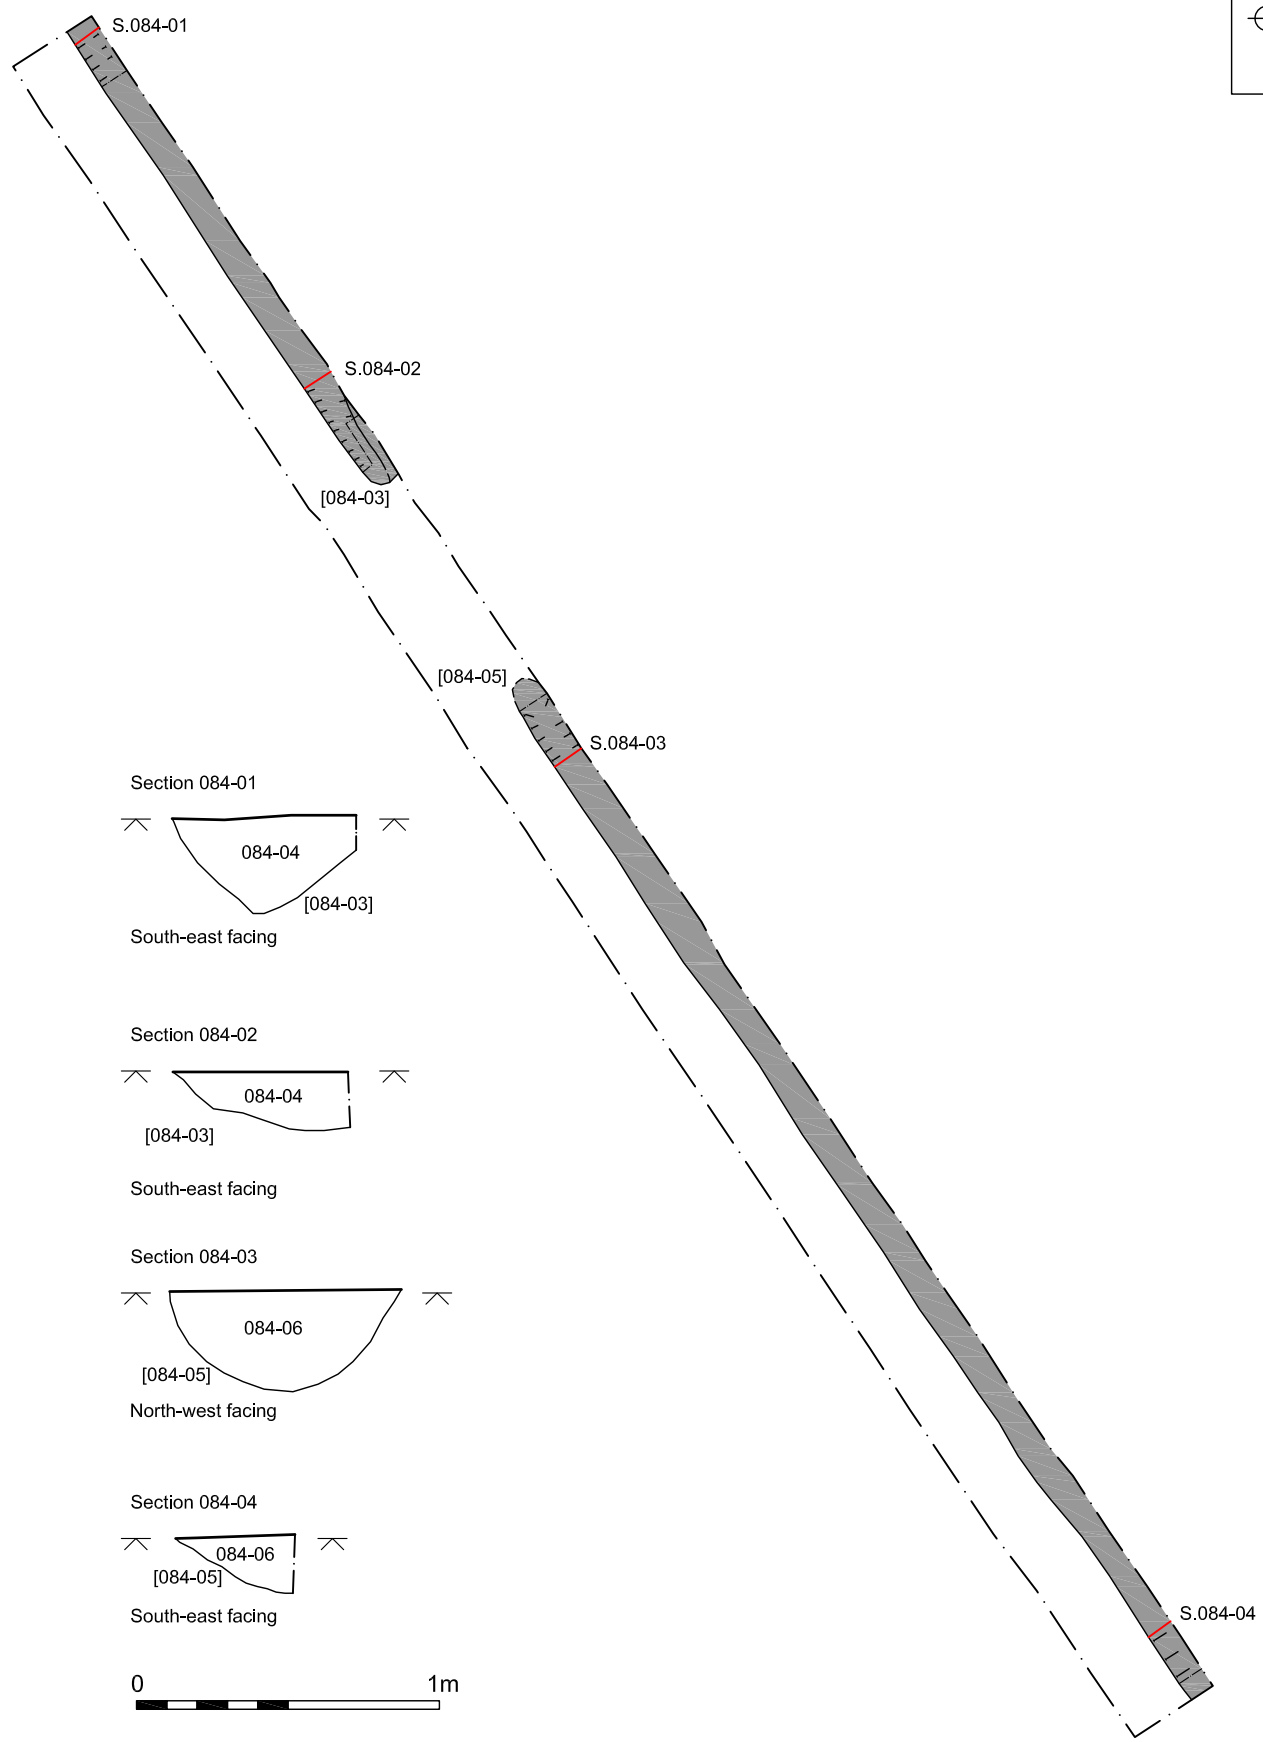 S.084-01
S.084-02
[084-03]
[084-05]
S.084-03
Section 084-01
084-04
[084-03]
South-east facing
Section 084-02
084-04
[084-03]
South-east facing
Section 084-03
084-06
[084-05]
North-west facing
Section 084-04
084-06
[084-05]
South-east facing
S.084-04
0 1m